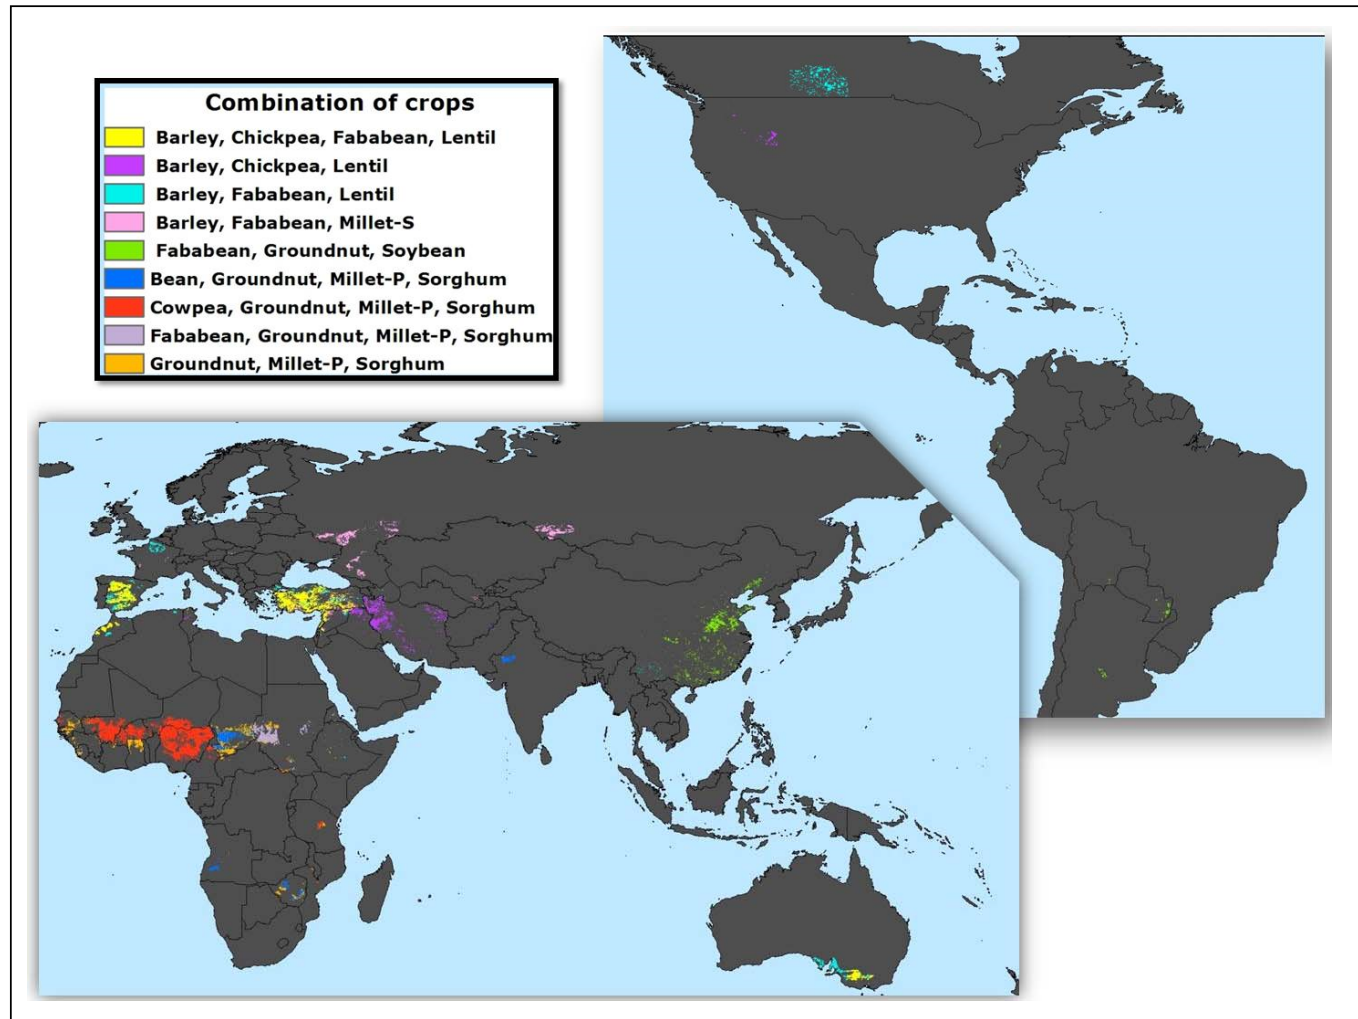 Combination of crops
Barley, Chickpea, Fababean, Lentil
Barley, Chickpea, Lentil
Barley, Fababean, Lentil
Barley, Fababean, Millet-S
Fababean, Groundnut, Soybean
Bean, Groundnut, Millet-P, Sorghum
Cowpea, Groundnut, Millet-P, Sorghum
Fababean, Groundnut, Millet-P, Sorghum
Groundnut, Millet-P, Sorghum